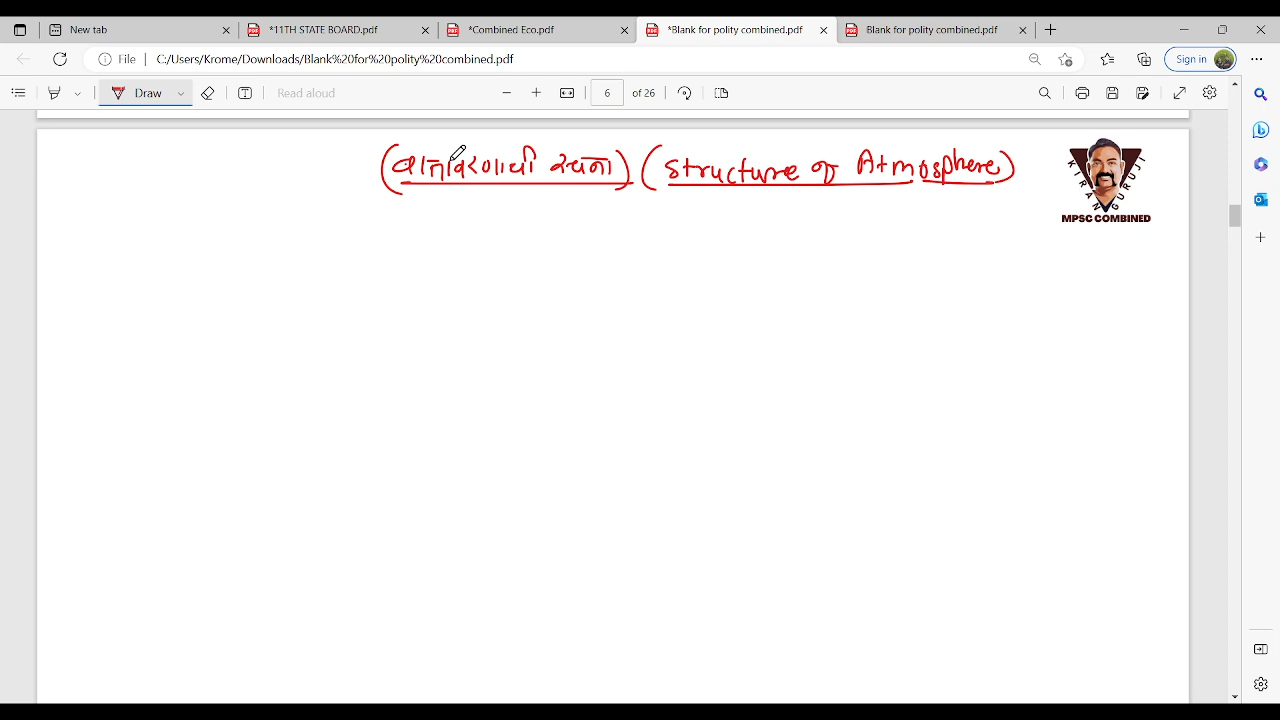 New tab
*11TH STATE BOARD.pdf
*Combined Eco.pdf
*Blank for polity combined.pdf
Blank for polity combined.pdf
File C:/Users/Krome/Downloads/Blank%20for%20polity%20combined.pdf
Sign in
Draw
Read aloud
6 of 26
(वातावरणाची रचना) (Structure of Atmosphere)
KIRAN GURUJI
MPSC COMBINED